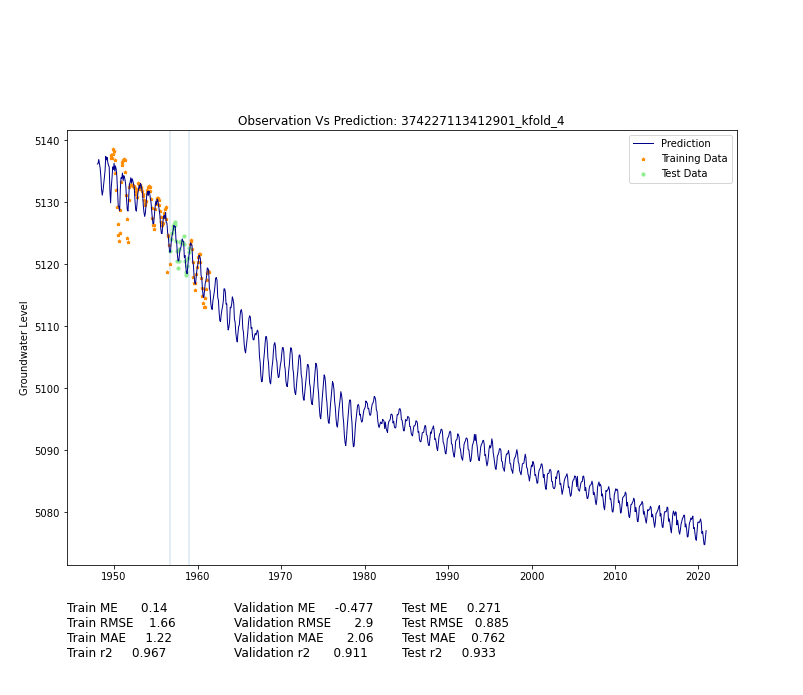 Observation Vs Prediction: 374227113412901_kfold_4
Prediction
Training Data
Test Data
Groundwater Level
5140
5130
5120
5110
5100
5090
5080
1950 1960 1970 1980 1990 2000 2010 2020
Train ME 0.14 Validation ME -0.477 Test ME 0.271
Train RMSE 1.66 Validation RMSE 2.9 Test RMSE 0.885
Train MAE 1.22 Validation MAE 2.06 Test MAE 0.762
Train r2 0.967 Validation r2 0.911 Test r2 0.933